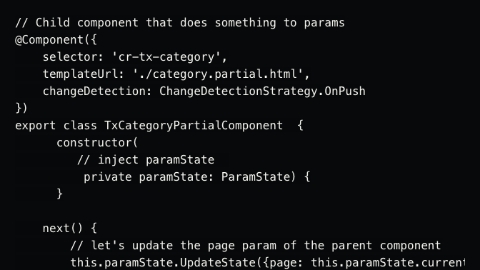 // Child component that does something to params
@Component({
    selector: 'cr-tx-category',
    templateUrl: './category.partial.html',
    changeDetection: ChangeDetectionStrategy.OnPush
})
export class TxCategoryPartialComponent  {
      constructor(
         // inject paramState
          private paramState: ParamState) {
      }

    next() {
        // let's update the page param of the parent component
        this.paramState.UpdateState({page: this.paramState.current